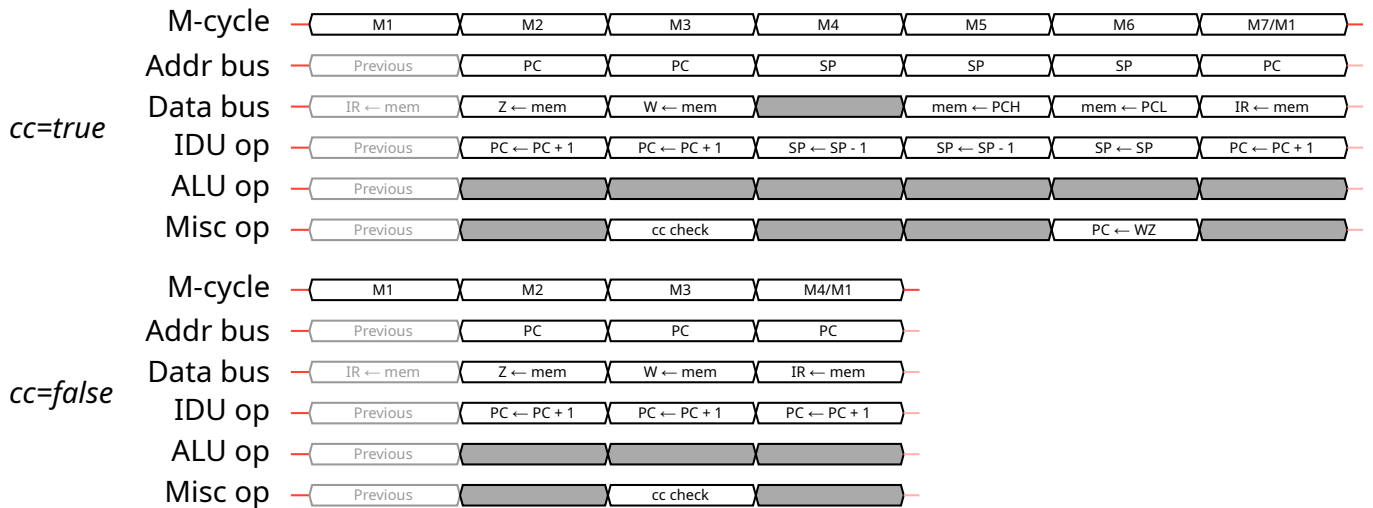 M-cycle M1 M2 M3 M4 M5 M6 M7/M1
Addr bus Previous PC PC SP SP SP PC
Data bus IR ← mem Z ← mem W ← mem mem ← PCH mem ← PCL IR ← mem
cc=true
IDU op Previous PC ← PC + 1 PC ← PC + 1 SP ← SP - 1 SP ← SP - 1 SP ← SP PC ← PC + 1
ALU op Previous
Misc op Previous cc check PC ← WZ
M-cycle M1 M2 M3 M4/M1
Addr bus Previous PC PC PC
Data bus IR ← mem Z ← mem W ← mem IR ← mem
cc=false
IDU op Previous PC ← PC + 1 PC ← PC + 1 PC ← PC + 1
ALU op Previous
Misc op Previous cc check